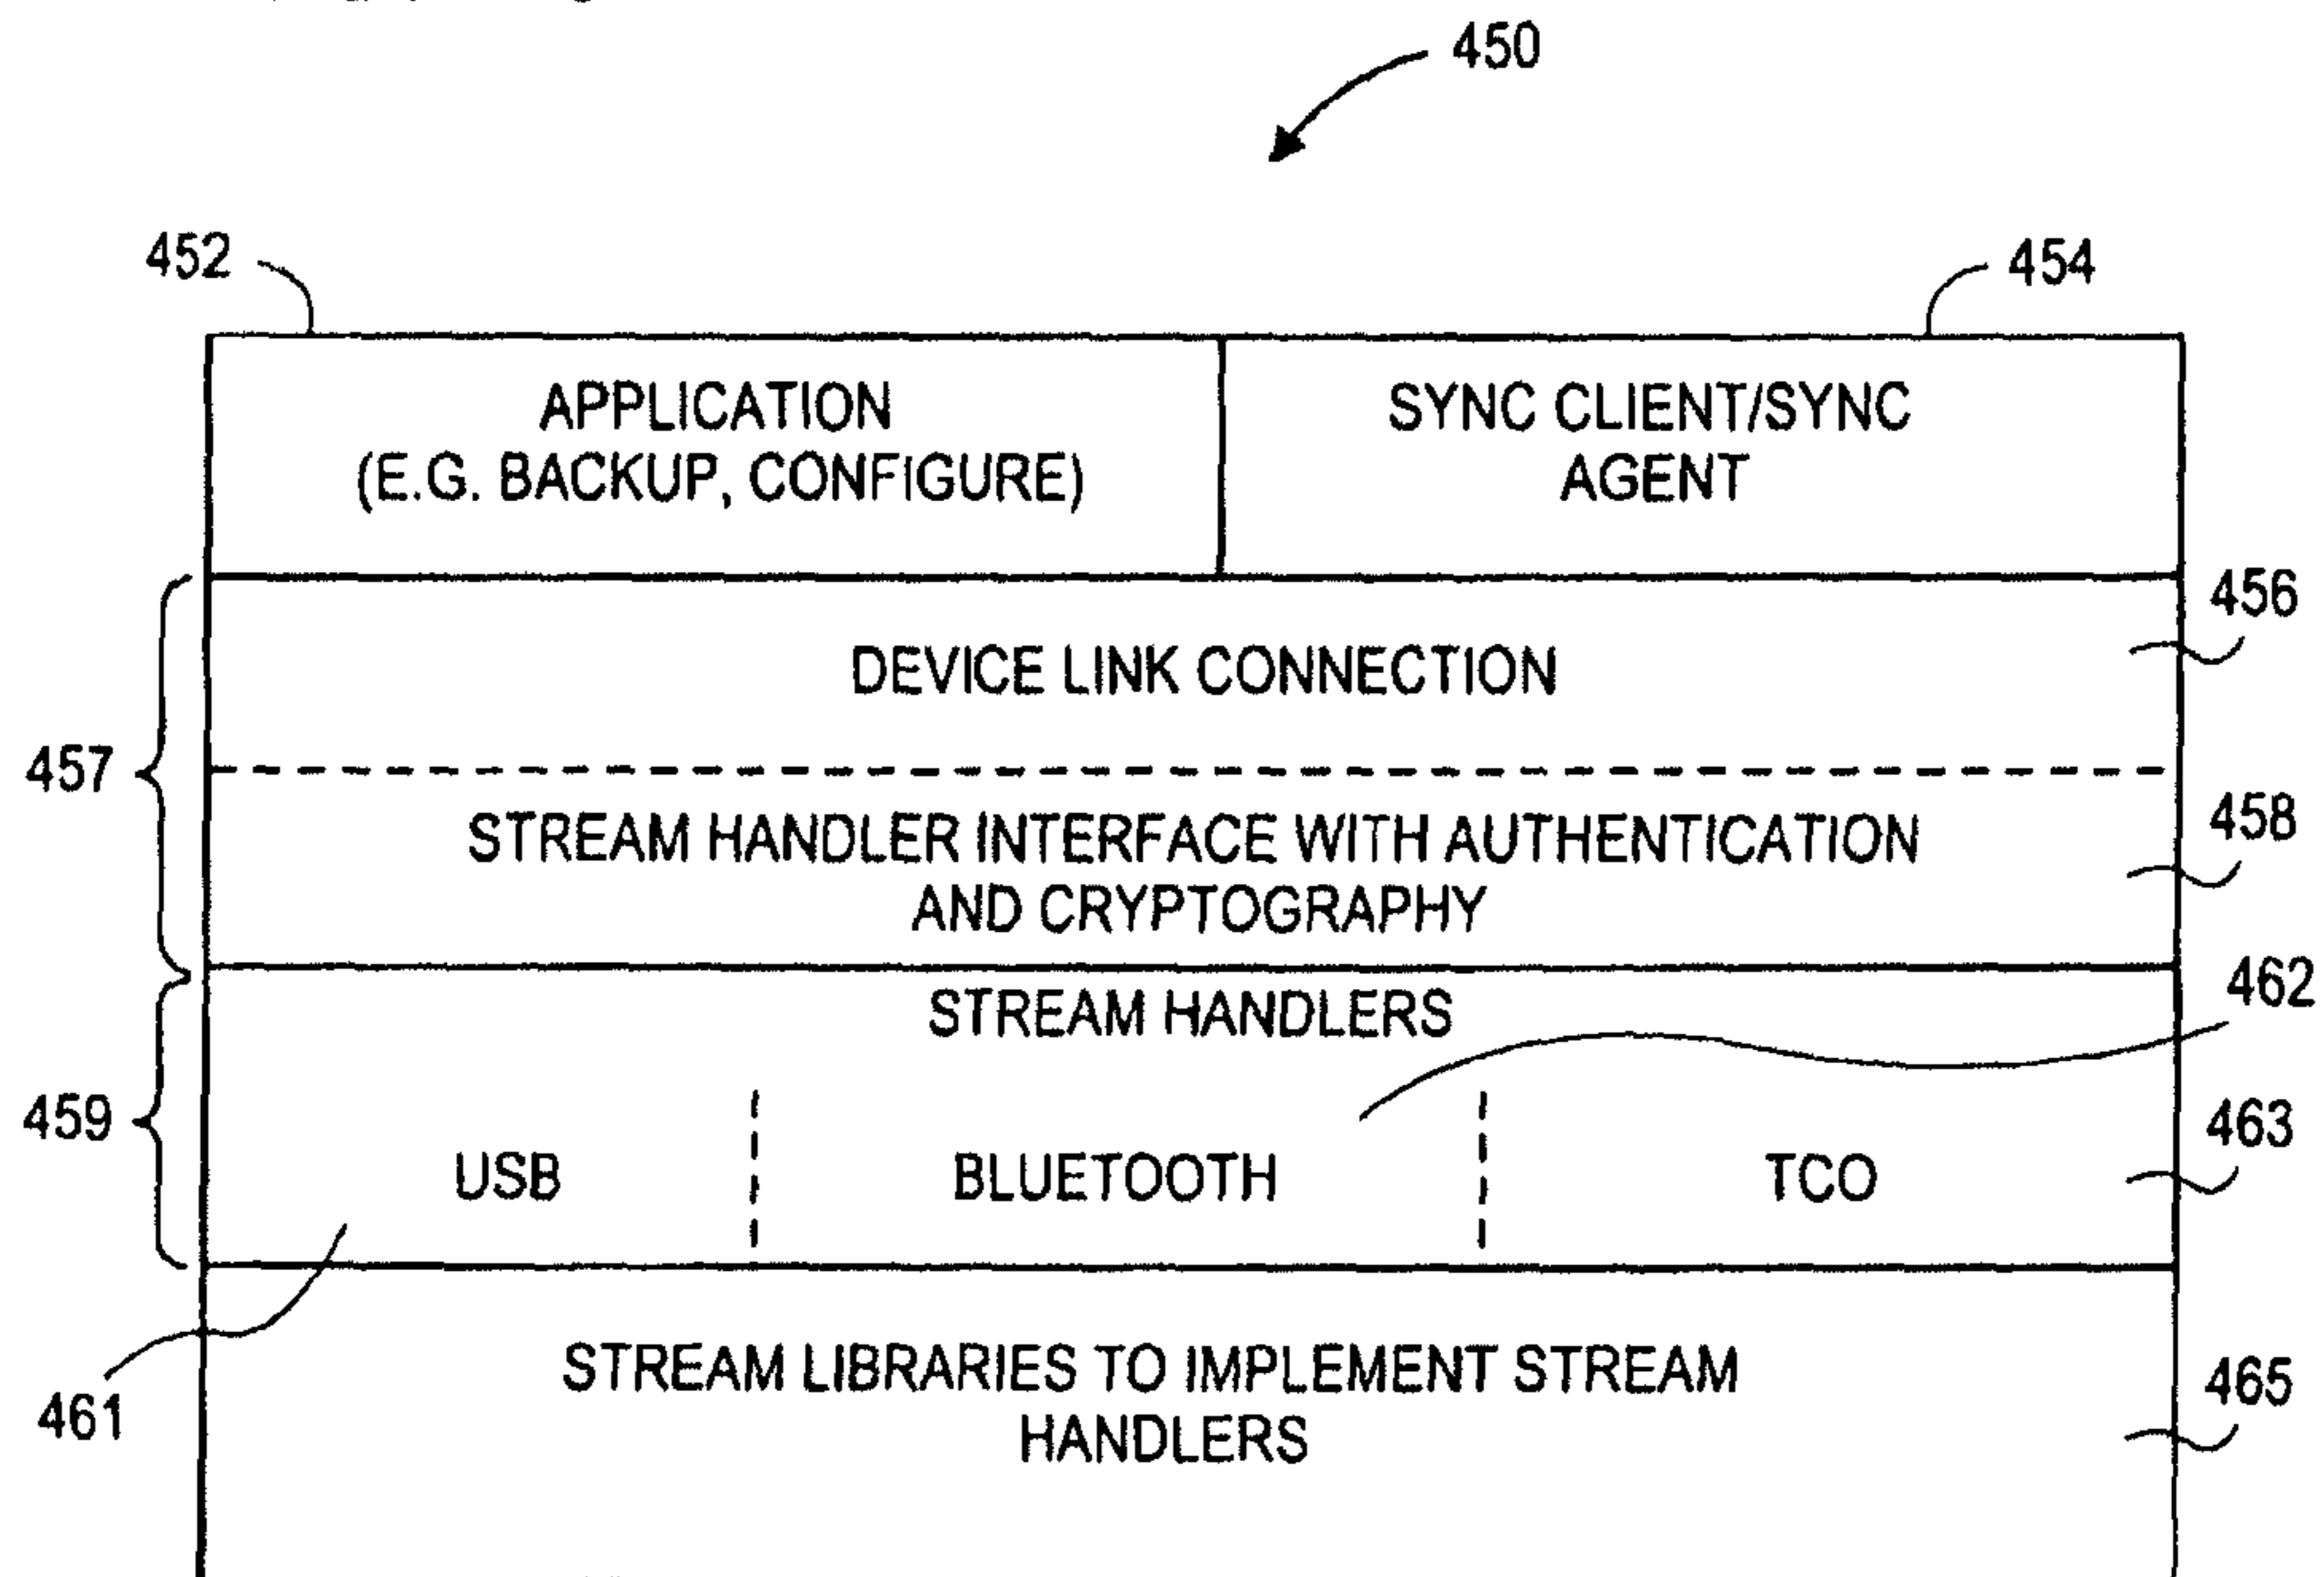 450
452
454
APPLICATION
(E.G. BACKUP, CONFIGURE)
SYNC CLIENT/SYNC
AGENT
456
DEVICE LINK CONNECTION
457
458
STREAM HANDLER INTERFACE WITH AUTHENTICATION
AND CRYPTOGRAPHY
462
STREAM HANDLERS
459
463
USB
BLUETOOTH
TCO
461
STREAM LIBRARIES TO IMPLEMENT STREAM
HANDLERS
465